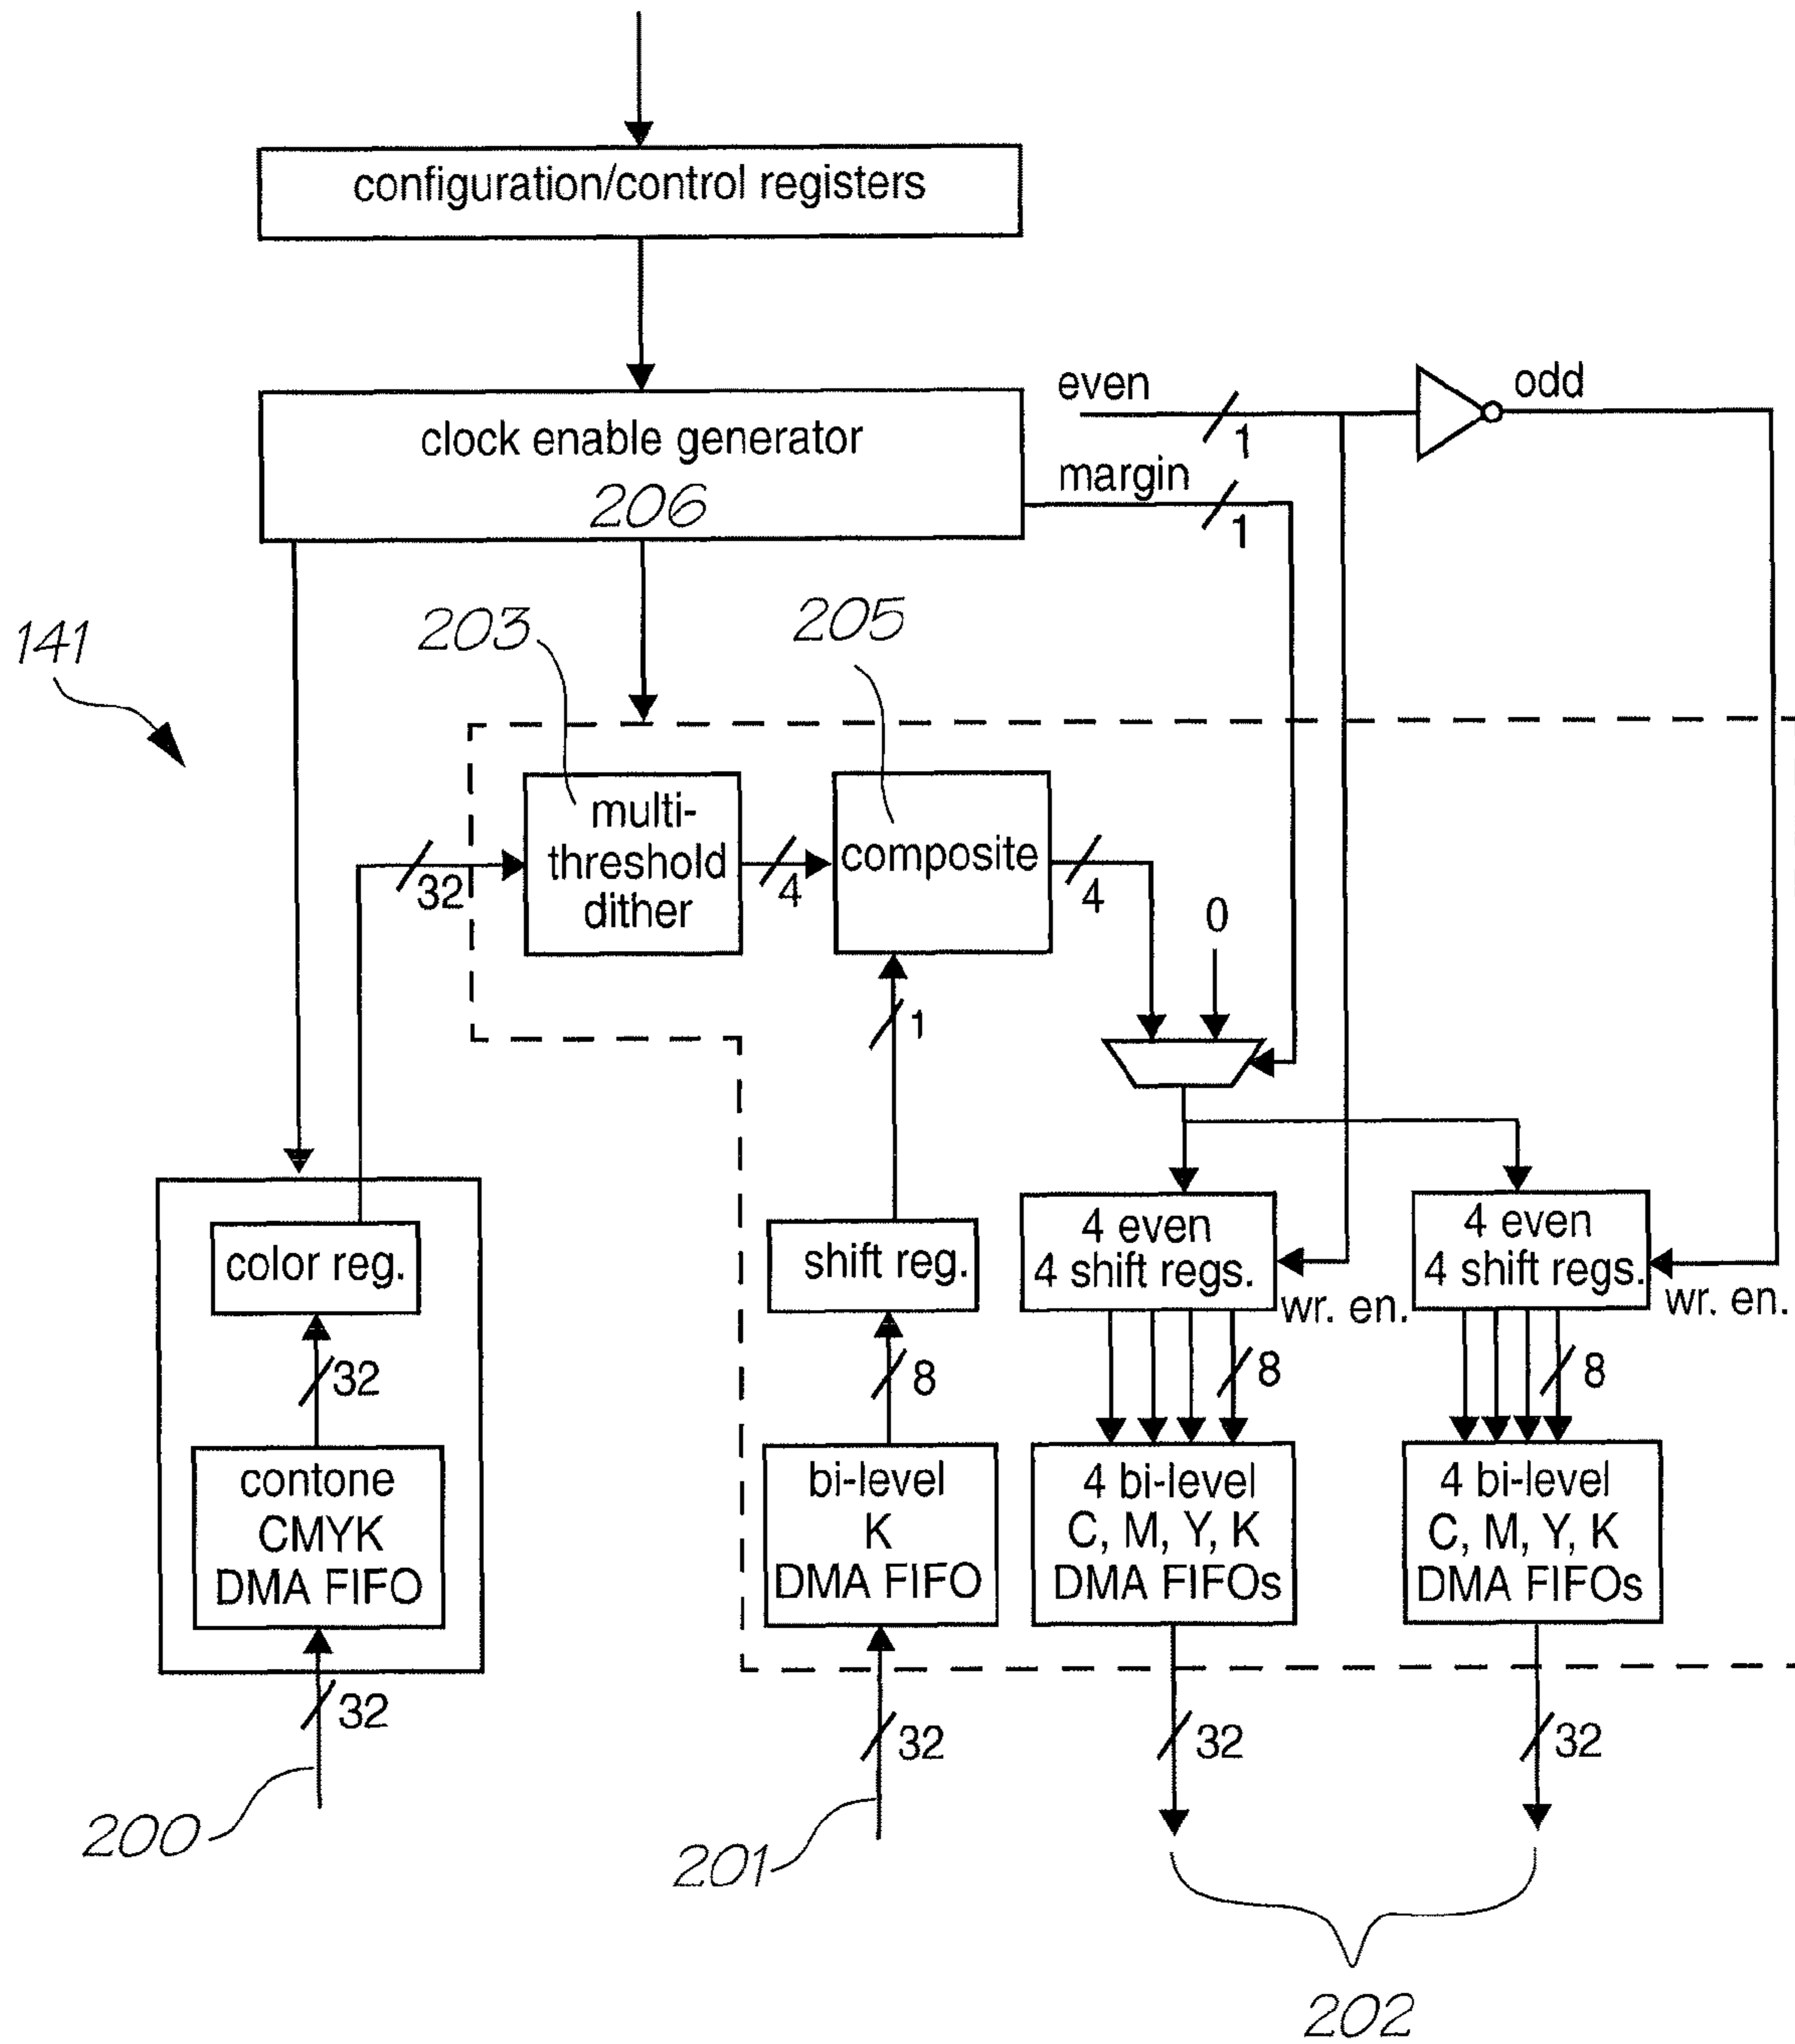 configuration/control registers
clock enable generator
206
even
1
odd
margin
1
141
203
205
multi-
threshold
dither
32
4
composite
4
0
1
color reg.
32
contone
CMYK
DMA FIFO
32
200
shift reg.
8
bi-level
K
DMA FIFO
32
201
4 even
4 shift regs.
wr. en.
8
4 bi-level
C, M, Y, K
DMA FIFOs
32
4 even
4 shift regs.
wr. en.
8
4 bi-level
C, M, Y, K
DMA FIFOs
32
202